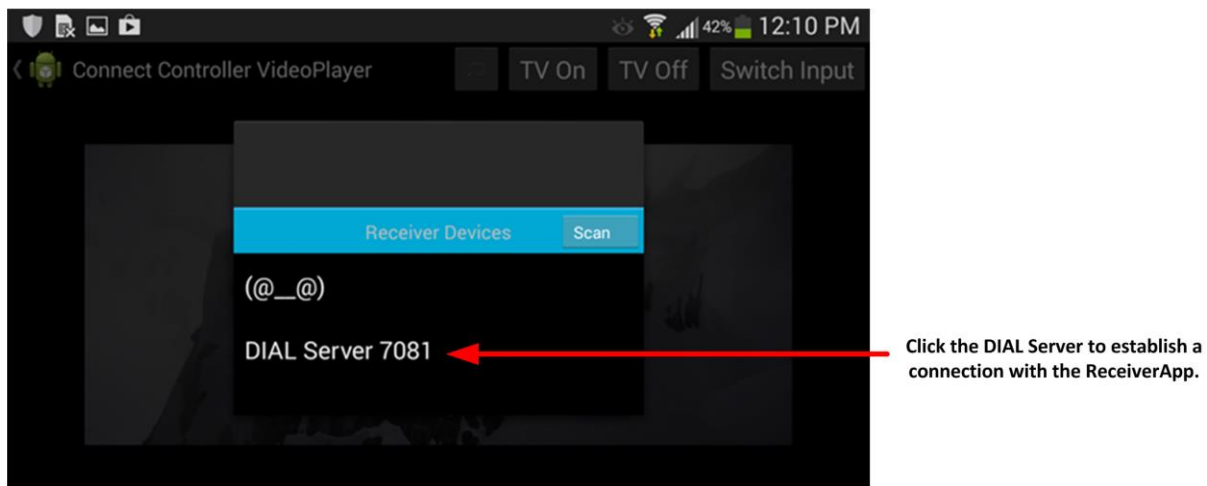 42% 12:10 PM
Connect Controller VideoPlayer TV On TV Off Switch Input
Receiver Devices Scan
(@__@)
DIAL Server 7081
Click the DIAL Server to establish a
connection with the ReceiverApp.